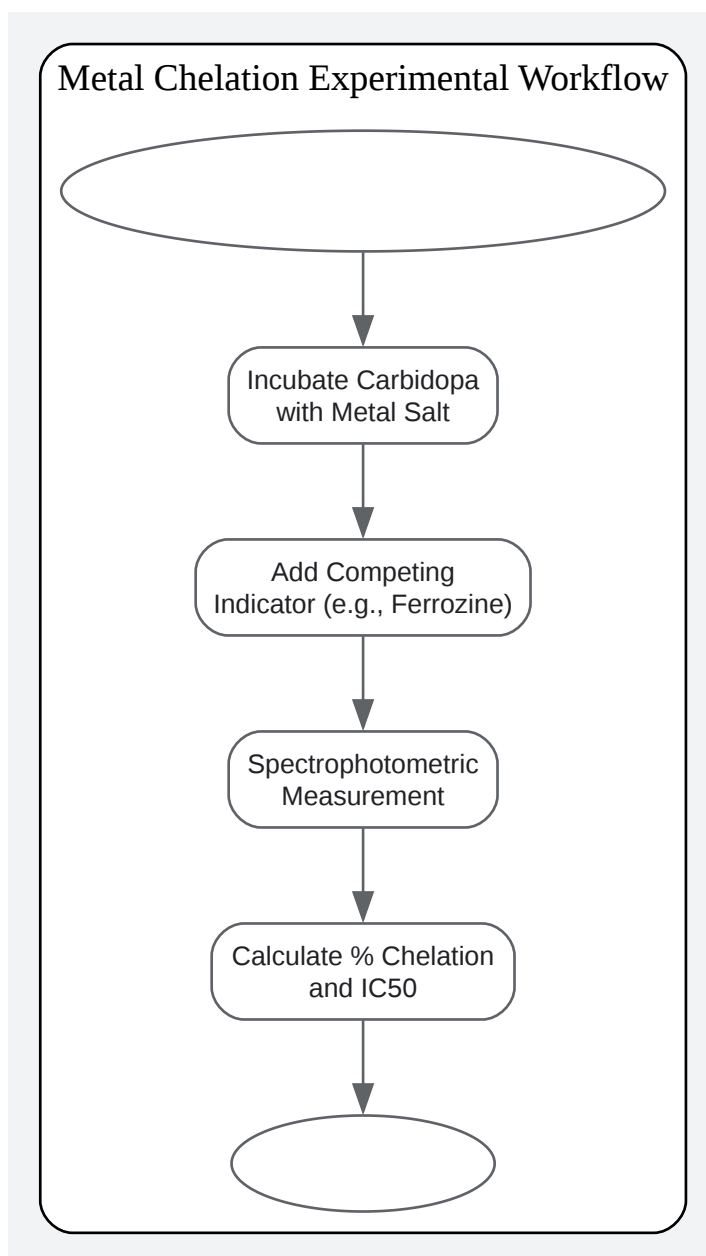 Metal Chelation Experimental Workflow
Incubate Carbidopa
with Metal Salt
Add Competing
Indicator (e.g., Ferrozine)
Spectrophotometric
Measurement
Calculate % Chelation
and IC50